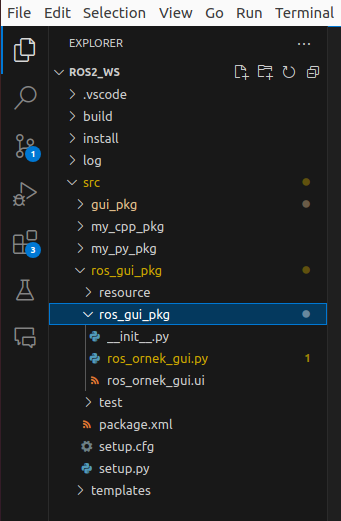 File Edit Selection View Go Run Terminal
EXPLORER
ROS2_WS
.vscode
build
install
log
src
gui_pkg
my_cpp_pkg
my_py_pkg
ros_gui_pkg
resource
ros_gui_pkg
__init__.py
ros_ornek_gui.py 1
ros_ornek_gui.ui
test
package.xml
setup.cfg
setup.py
templates
1
3